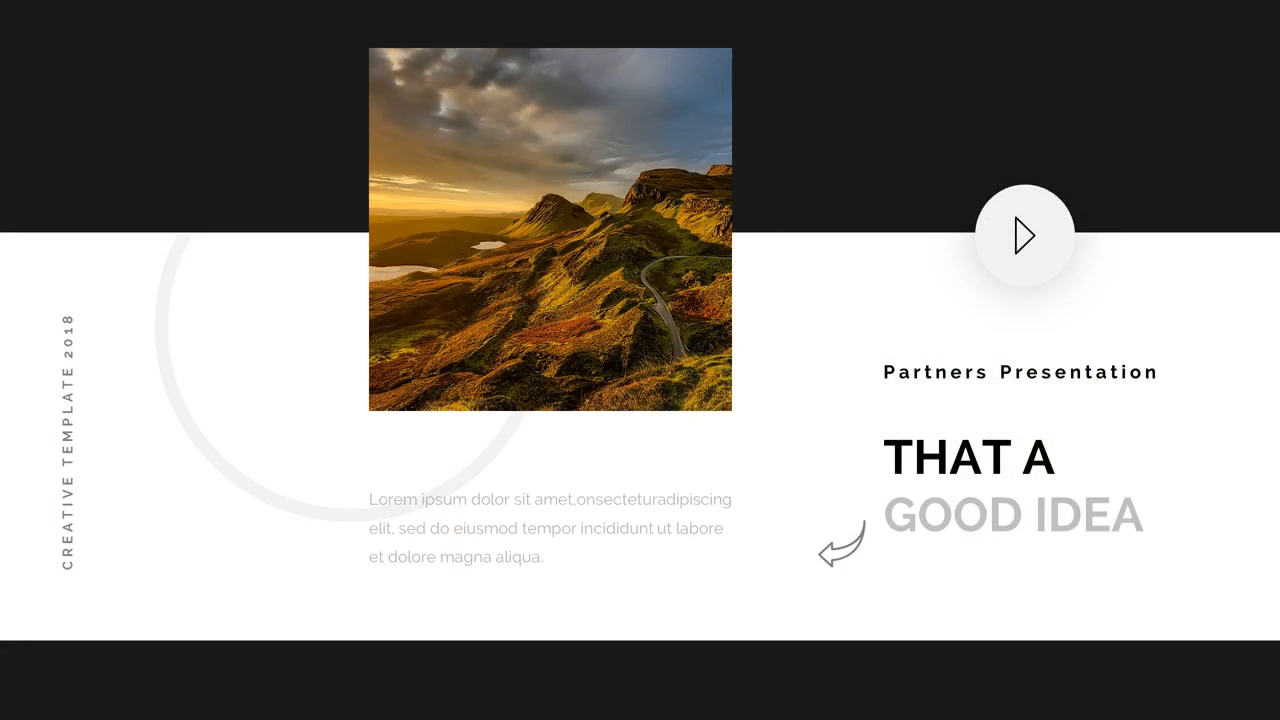 CREATIVE TEMPLATE 2018
Lorem ipsum dolor sit amet,onsecteturadipiscing
elit, sed do eiusmod tempor incididunt ut labore
et dolore magna aliqua.
Partners Presentation
THAT A
GOOD IDEA